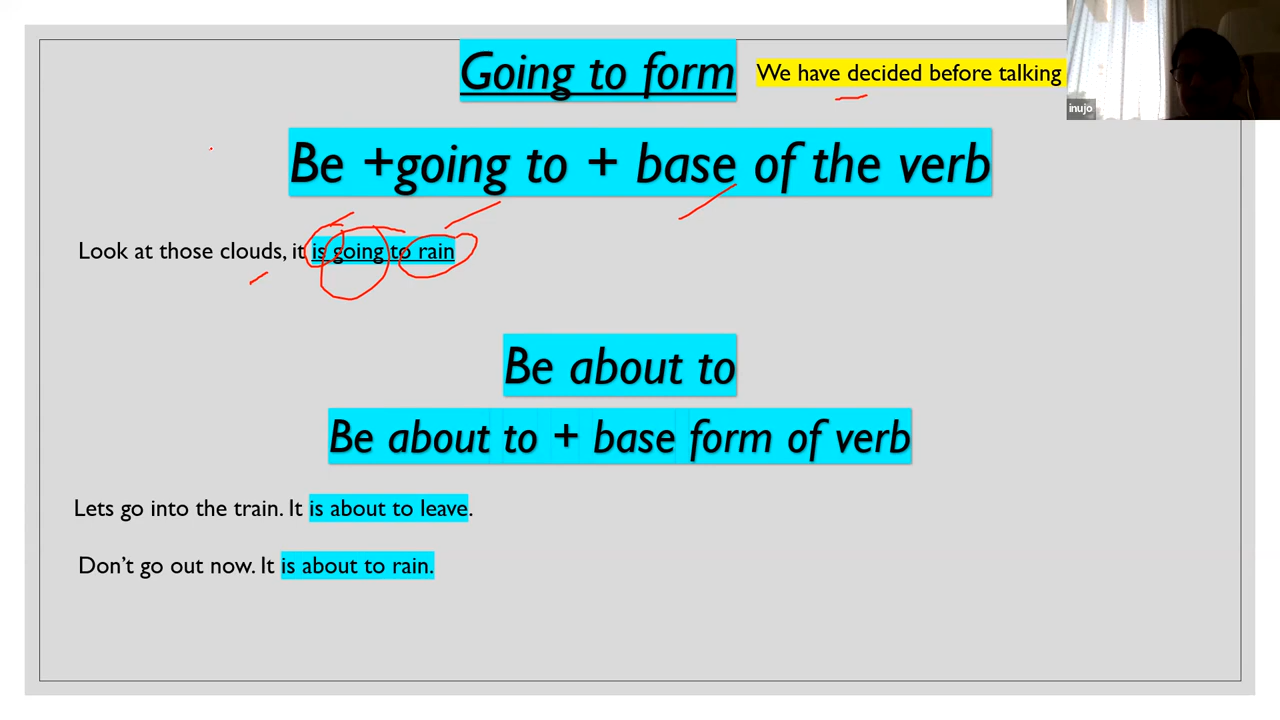 Going to form
We have decided before talking
inujo
Be +going to + base of the verb
Look at those clouds, it is going to rain
Be about to
Be about to + base form of verb
Lets go into the train. It is about to leave.
Don’t go out now. It is about to rain.